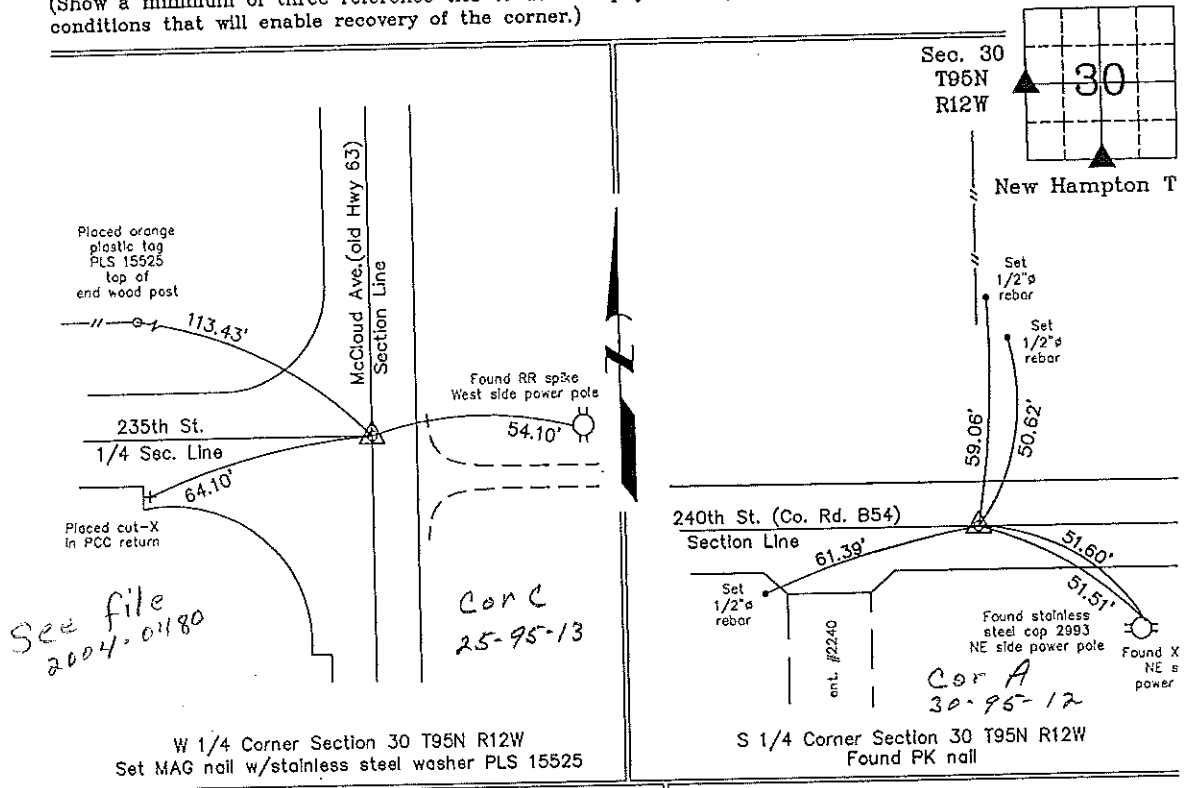 conditions that will enable recovery of the corner.)
Sec. 30
T95N
R12W
30
New Hampton T
Placed orange
plastic tag
PLS 15525
top of
end wood post
113.43'
McCloud Ave.(old Hwy 63)
Section Line
Found RR spike
West side power pole
54.10'
235th St.
1/4 Sec. Line
64.10'
Placed cut-X
in PCC return
See file
2004-0480
Cor C
25-95-13
W 1/4 Corner Section 30 T95N R12W
Set MAG nail w/stainless steel washer PLS 15525
Set
1/2"ø
rebar
Set
1/2"ø
rebar
59.06'
50.62'
240th St. (Co. Rd. B54)
Section Line
61.39'
51.60'
51.51'
Set
1/2"ø
rebar
ent. #2240
Found stainless
steel cap 2993
NE side power pole
Found X
NE s
power
Cor A
30-95-12
S 1/4 Corner Section 30 T95N R12W
Found PK nail